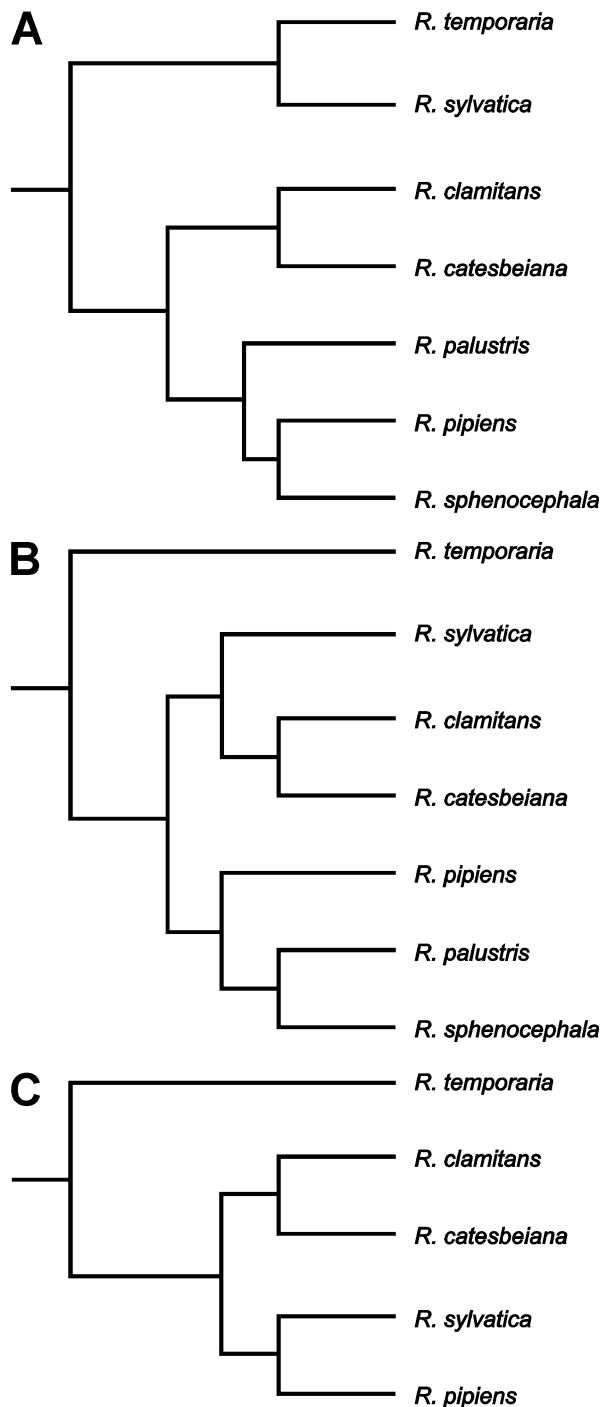 A
R. temporaria
R. sylvatica
R. clamitans
R. catesbeiana
R. palustris
R. pipiens
R. sphenocephala
B
R. temporaria
R. sylvatica
R. clamitans
R. catesbeiana
R. pipiens
R. palustris
R. sphenocephala
C
R. temporaria
R. clamitans
R. catesbeiana
R. sylvatica
R. pipiens